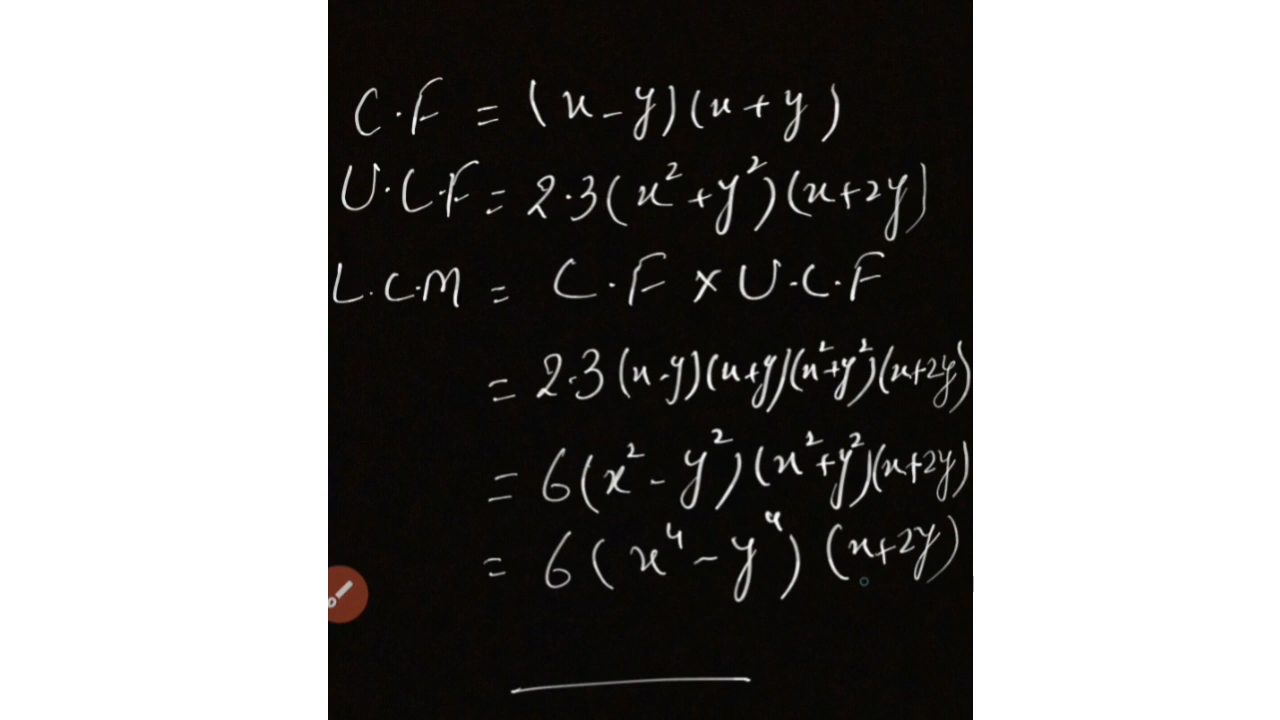 C.F = (x-y)(x+y)
U.C.F = 2·3(x²+y²)(x+2y)
L.C.M = C.F × U.C.F
= 2·3(x-y)(x+y)(x²+y²)(x+2y)
= 6(x²-y²)(x²+y²)(x+2y)
= 6(x⁴-y⁴)(x+2y)